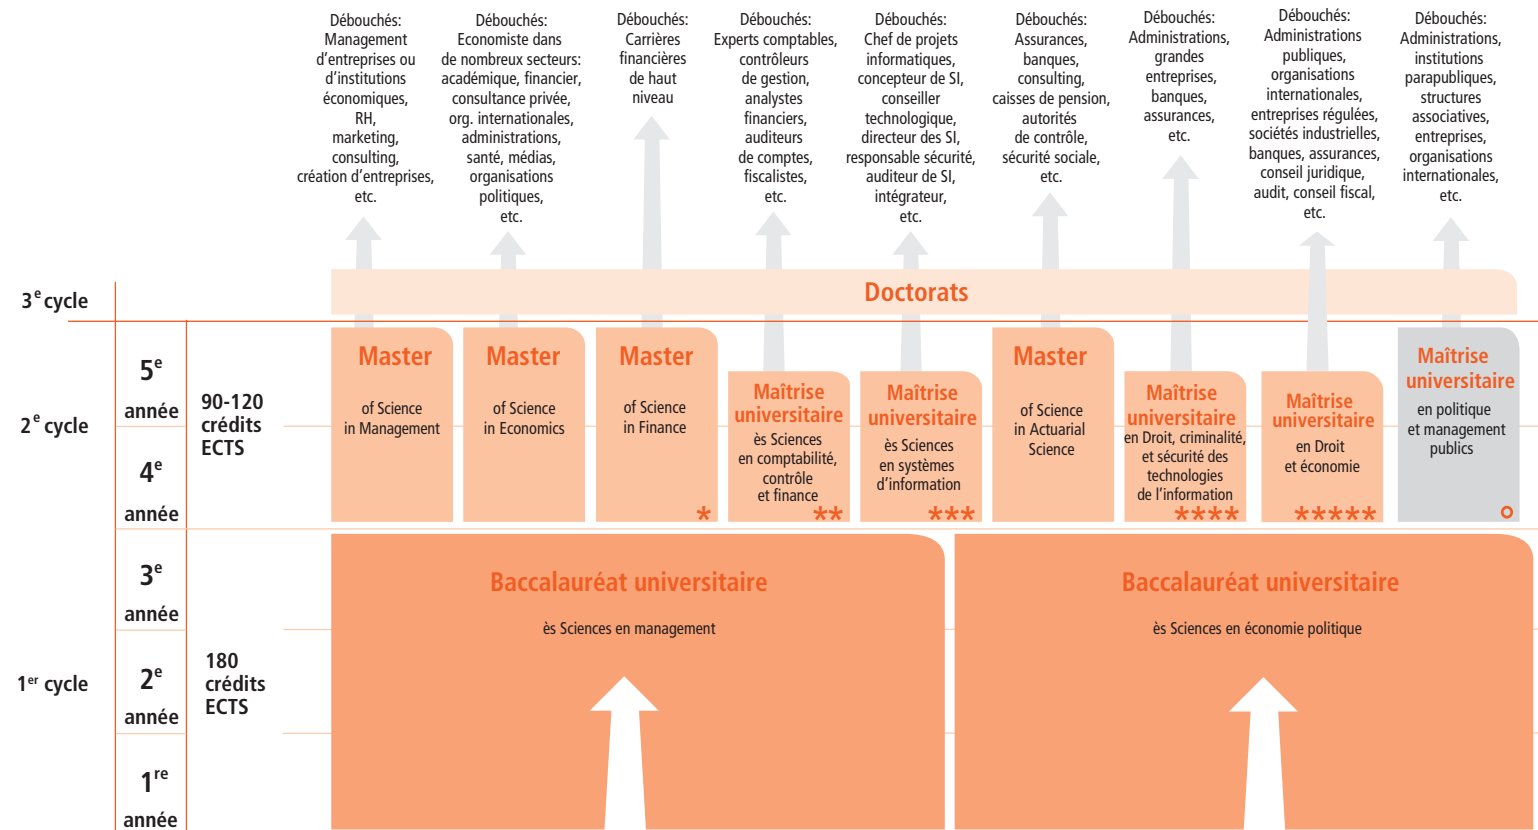 Débouchés:
Management
d’entreprises ou
d’institutions
économiques,
RH,
marketing,
consulting,
création d’entreprises,
etc.
Débouchés:
Economiste dans
de nombreux secteurs:
académique, financier,
consultance privée,
org. internationales,
administrations,
santé, médias,
organisations
politiques,
etc.
Débouchés:
Carrières
financières
de haut
niveau
Débouchés:
Experts comptables,
contrôleurs
de gestion,
analystes
financiers,
auditeurs
de comptes,
fiscalistes,
etc.
Débouchés:
Chef de projets
informatiques,
concepteur de SI,
conseiller
technologique,
directeur des SI,
responsable sécurité,
auditeur de SI,
intégrateur,
etc.
Débouchés:
Assurances,
banques,
consulting,
caisses de pension,
autorités
de contrôle,
sécurité sociale,
etc.
Débouchés:
Administrations,
grandes
entreprises,
banques,
assurances,
etc.
Débouchés:
Administrations
publiques,
organisations
internationales,
entreprises régulées,
sociétés industrielles,
banques, assurances,
conseil juridique,
audit, conseil fiscal,
etc.
Débouchés:
Administrations,
institutions
parapubliques,
structures
associatives,
entreprises,
organisations
internationales,
etc.
3e cycle
Doctorats
2e cycle
5e
année
4e
année
90-120
crédits
ECTS
Master
of Science
in Management
Master
of Science
in Economics
Master
of Science
in Finance
*
Maîtrise
universitaire
ès Sciences
en comptabilité,
contrôle
et finance
**
Maîtrise
universitaire
ès Sciences
en systèmes
d’information
***
Master
of Science
in Actuarial
Science
Maîtrise
universitaire
en Droit, criminalité,
et sécurité des
technologies
de l’information
****
Maîtrise
universitaire
en Droit
et économie
*****
Maîtrise
universitaire
en politique
et management
publics
°
1er cycle
3e
année
2e
année
1re
année
180
crédits
ECTS
Baccalauréat universitaire
ès Sciences en management
Baccalauréat universitaire
ès Sciences en économie politique